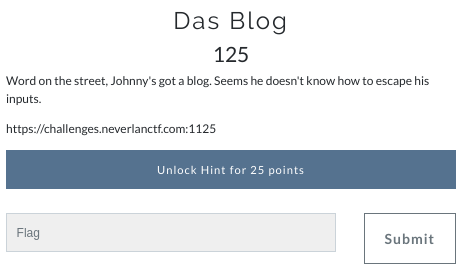 Das Blog
125
Word on the street, Johnny's got a blog. Seems he doesn't know how to escape his
inputs.
https://challenges.neverlanctf.com:1125
Unlock Hint for 25 points
Flag
Submit